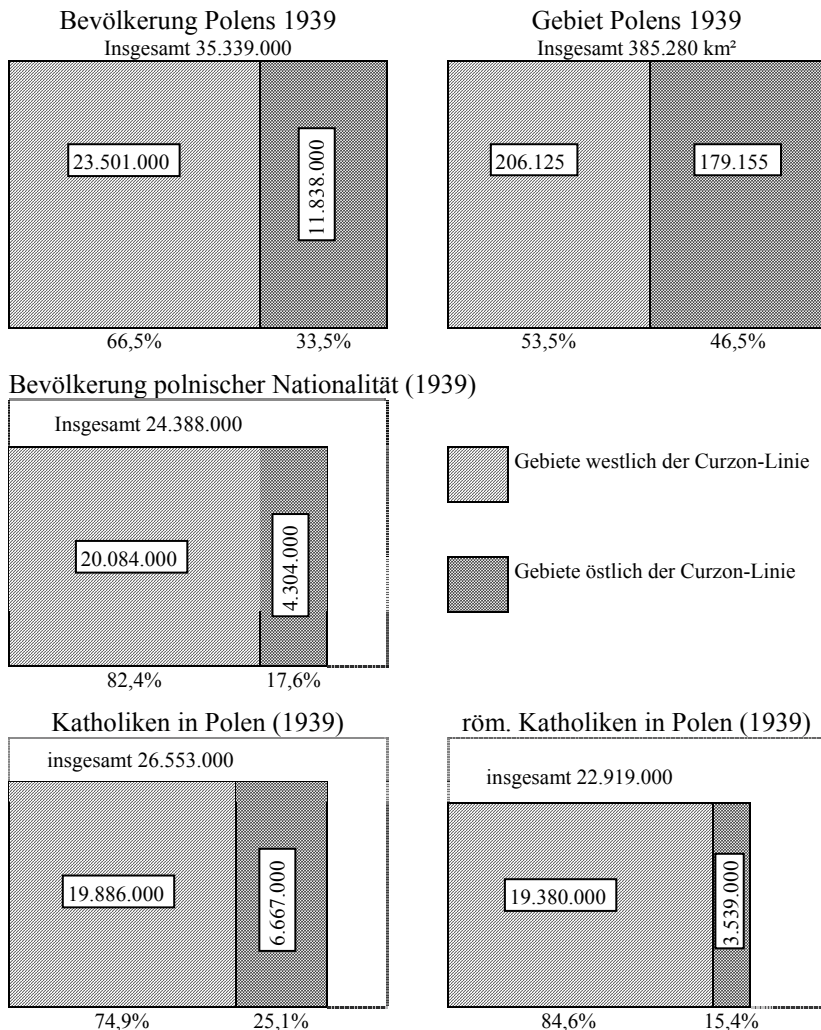 Bevölkerung Polens 1939
Insgesamt 35.339.000
23.501.000
11.838.000
66,5%
33,5%
Gebiet Polens 1939
Insgesamt 385.280 km²
206.125
179.155
53,5%
46,5%
Bevölkerung polnischer Nationalität (1939)
Insgesamt 24.388.000
20.084.000
4.304.000
82,4%
17,6%
Gebiete westlich der Curzon-Linie
Gebiete östlich der Curzon-Linie
Katholiken in Polen (1939)
insgesamt 26.553.000
19.886.000
6.667.000
74,9%
25,1%
röm. Katholiken in Polen (1939)
insgesamt 22.919.000
19.380.000
3.539.000
84,6%
15,4%